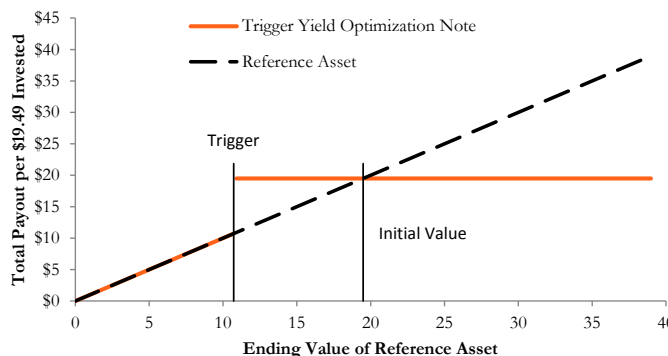 $45
$40
$35
$30
$25
$20
$15
$10
$5
$0
Total Payout per $19.49 Invested
Trigger Yield Optimization Note
Reference Asset
Trigger
Initial Value
0 5 10 15 20 25 30 35 40
Ending Value of Reference Asset